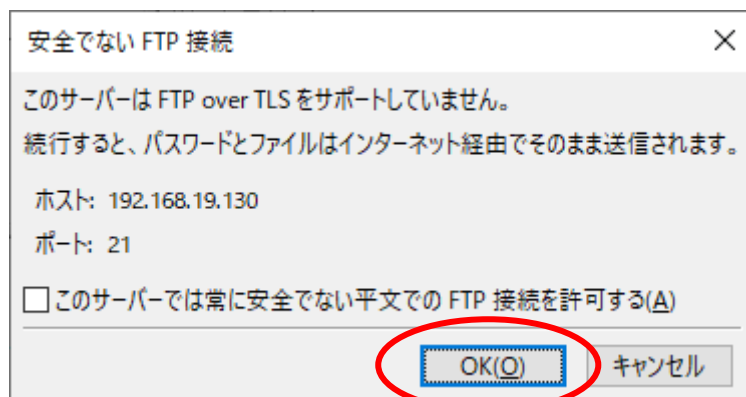 安全でない FTP 接続
このサーバーは FTP over TLS をサポートしていません。
続行すると、パスワードとファイルはインターネット経由でそのまま送信されます。
ホスト: 192.168.19.130
ポート: 21
このサーバーでは常に安全でない平文での FTP 接続を許可する(A)
OK(O) キャンセル